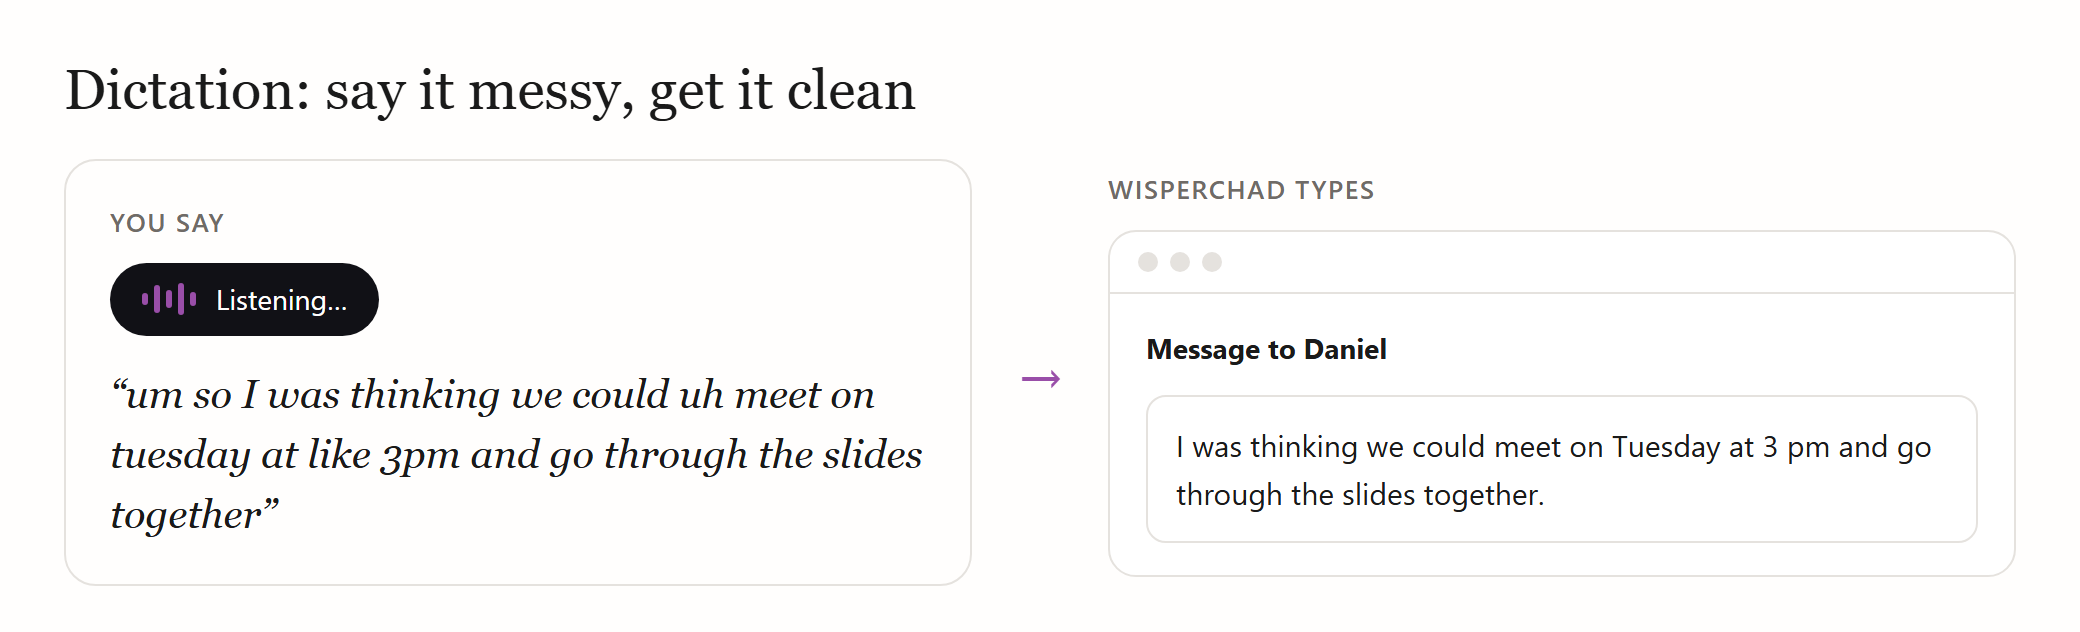 Dictation: say it messy, get it clean
YOU SAY
Listening...
“um so I was thinking we could uh meet on
tuesday at like 3pm and go through the slides
together”
→
WISPERCHAD TYPES
Message to Daniel
I was thinking we could meet on Tuesday at 3 pm and go
through the slides together.